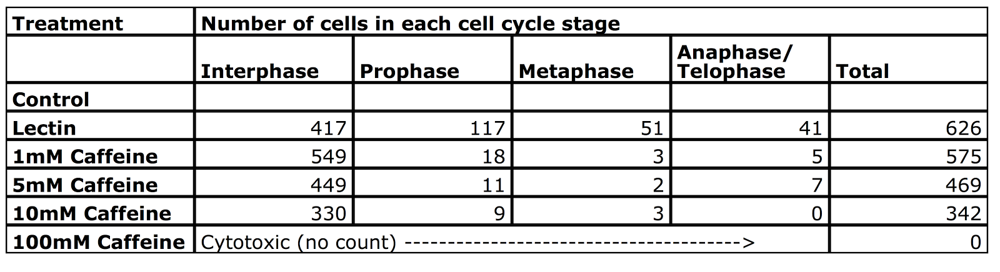 Treatment Number of cells in each cell cycle stage
Interphase Prophase Metaphase Anaphase/ Telophase Total
Control
Lectin 417 117 51 41 626
1mM Caffeine 549 18 3 5 575
5mM Caffeine 449 11 2 7 469
10mM Caffeine 330 9 3 0 342
100mM Caffeine Cytotoxic (no count) ---------------------------------------> 0